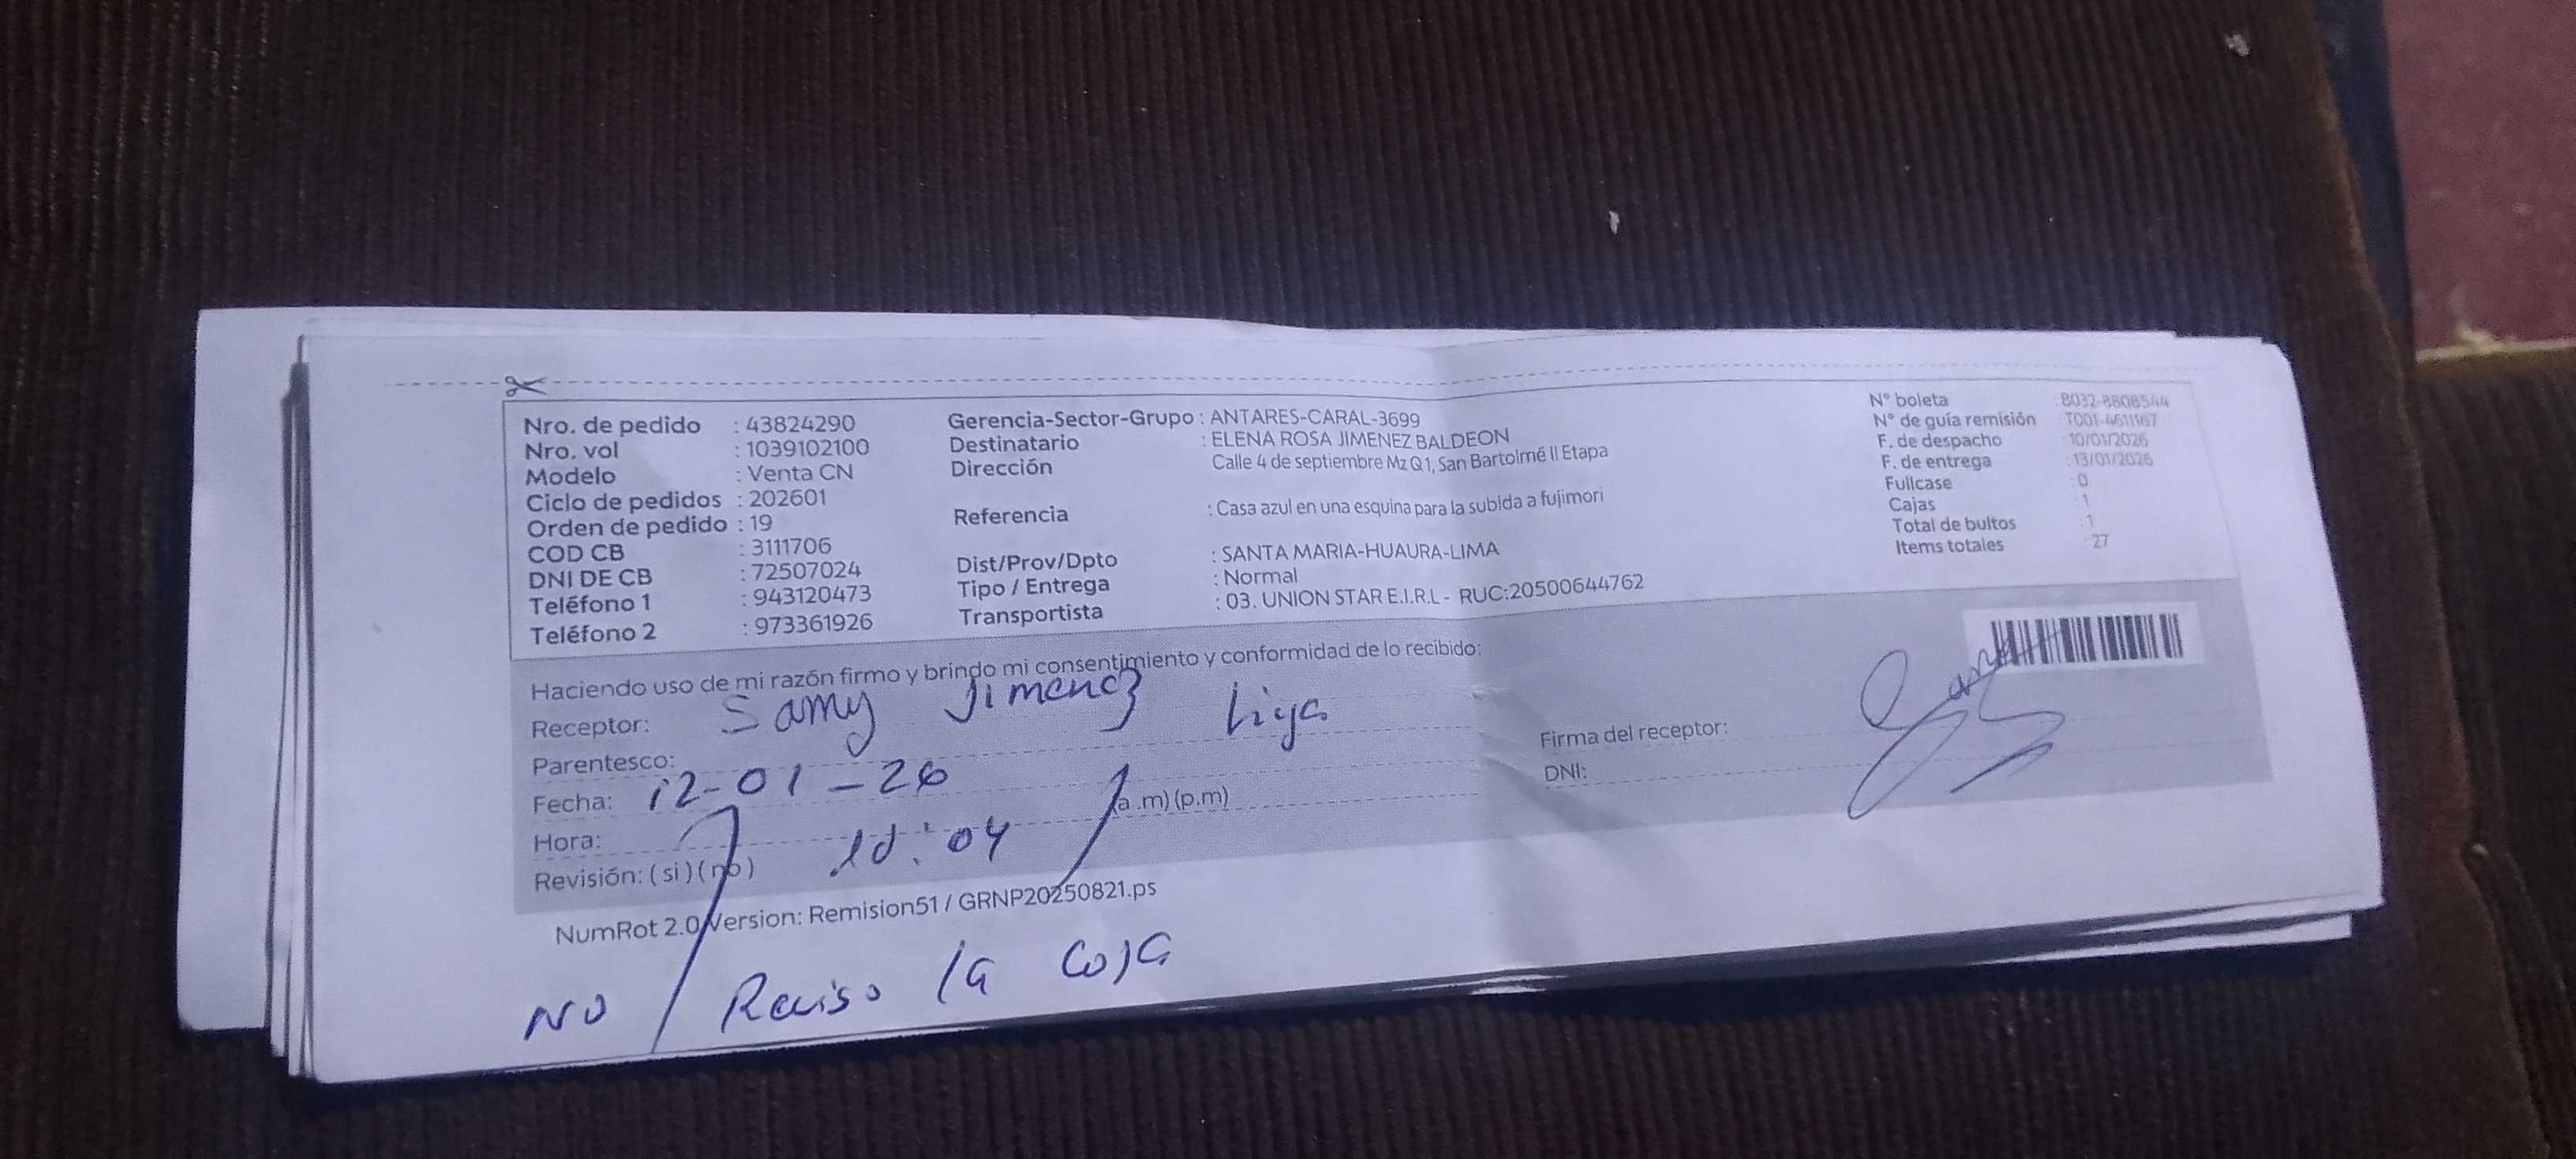 Nro. de pedido : 43824290
Nro. vol : 1039102100
Modelo : Venta CN
Ciclo de pedidos : 202601
Orden de pedido : 19
COD CB : 3111706
DNI DE CB : 72507024
Teléfono 1 : 943120473
Teléfono 2 : 973361926
Gerencia-Sector-Grupo : ANTARES-CARAL-3699
Destinatario : ELENA ROSA JIMENEZ BALDEON
Dirección : Calle 4 de septiembre Mz Q1, San Bartolmé II Etapa
Referencia : Casa azul en una esquina para la subida a fujimori
Dist/Prov/Dpto : SANTA MARIA-HUAURA-LIMA
Tipo / Entrega : Normal
Transportista : 03. UNION STAR E.I.R.L - RUC:20500644762
N° boleta : B032-8808544
N° de guía remisión : T001-4611167
F. de despacho : 10/01/2026
F. de entrega : 13/01/2026
Fullcase : 0
Cajas : 1
Total de bultos : 1
Items totales : 27
Haciendo uso de mi razón firmo y brindo mi consentimiento y conformidad de lo recibido:
Receptor: Samy Jimenez
Parentesco:
Fecha: 12-01-26
Hora: (a.m) (p.m)
Revisión: (si) (no) :04
Firma del receptor:
DNI:
NumRot 2.0 Version: Remision51 / GRNP20250821.ps
NO Reviso la caja